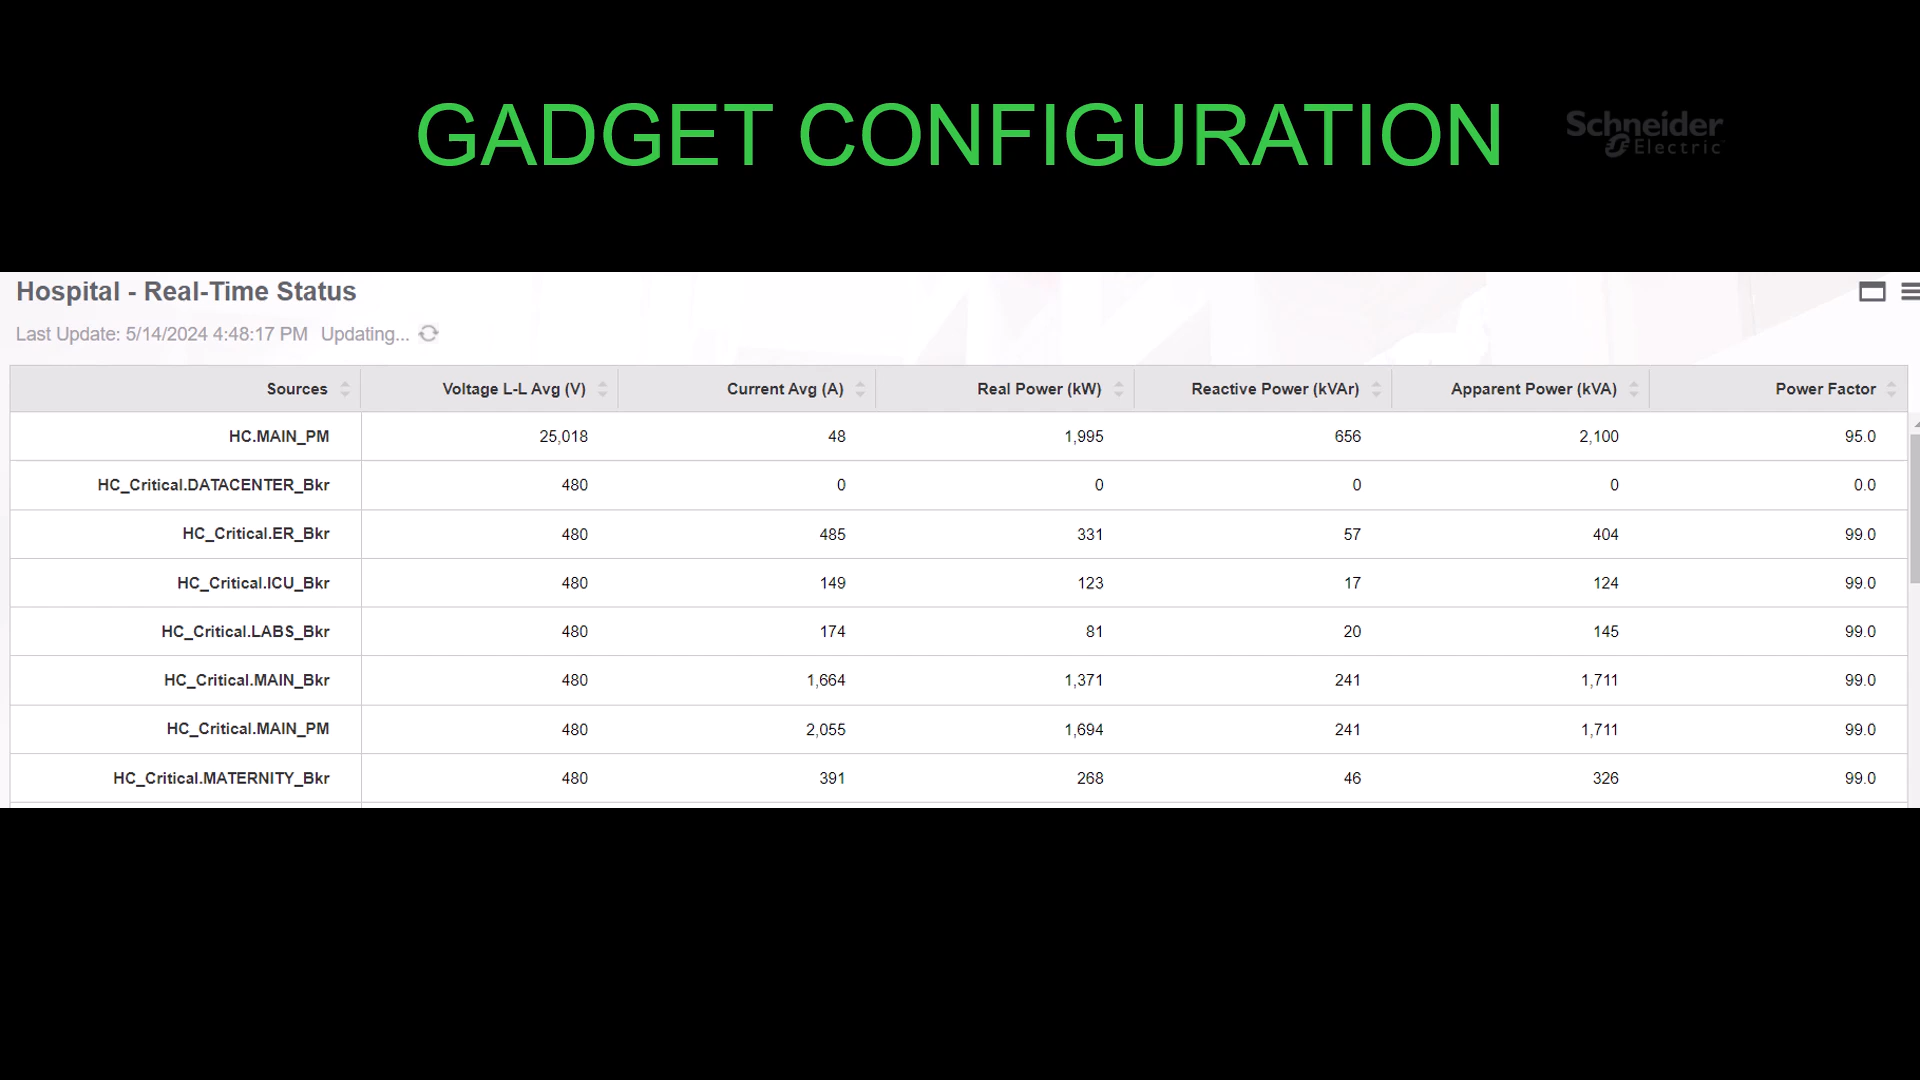 GADGET CONFIGURATION
Schneider
Electric
Hospital - Real-Time Status
Last Update: 5/14/2024 4:48:17 PM Updating...
Sources Voltage L-L Avg (V) Current Avg (A) Real Power (kW) Reactive Power (kVAr) Apparent Power (kVA) Power Factor
HC.MAIN_PM 25,018 48 1,995 656 2,100 95.0
HC_Critical.DATACENTER_Bkr 480 0 0 0 0 0.0
HC_Critical.ER_Bkr 480 485 331 57 404 99.0
HC_Critical.ICU_Bkr 480 149 123 17 124 99.0
HC_Critical.LABS_Bkr 480 174 81 20 145 99.0
HC_Critical.MAIN_Bkr 480 1,664 1,371 241 1,711 99.0
HC_Critical.MAIN_PM 480 2,055 1,694 241 1,711 99.0
HC_Critical.MATERNITY_Bkr 480 391 268 46 326 99.0